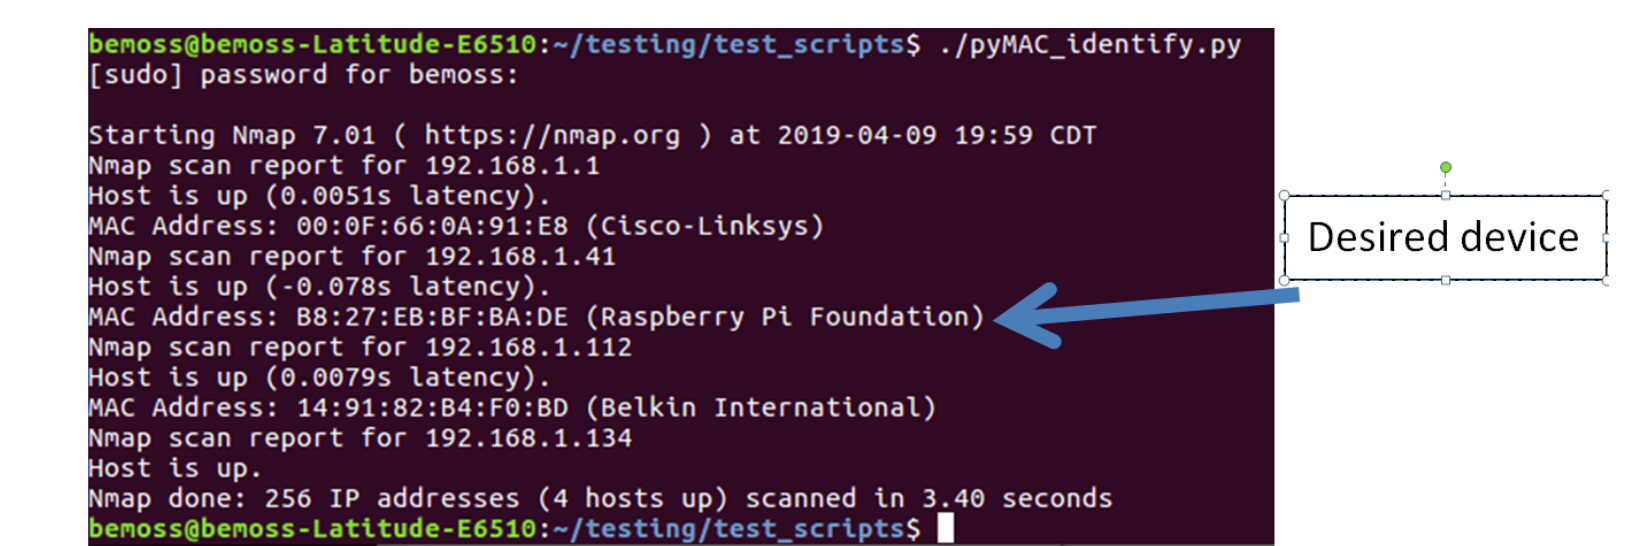 bemoss@bemoss-Latitude-E6510:~/testing/test_scripts$ ./pyMAC_identify.py
[sudo] password for bemoss:
Starting Nmap 7.01 ( https://nmap.org ) at 2019-04-09 19:59 CDT
Nmap scan report for 192.168.1.1
Host is up (0.0051s latency).
MAC Address: 00:0F:66:0A:91:E8 (Cisco-Linksys)
Nmap scan report for 192.168.1.41
Host is up (-0.078s latency).
MAC Address: B8:27:EB:BF:BA:DE (Raspberry Pi Foundation)
Nmap scan report for 192.168.1.112
Host is up (0.0079s latency).
MAC Address: 14:91:82:B4:F0:BD (Belkin International)
Nmap scan report for 192.168.1.134
Host is up.
Nmap done: 256 IP addresses (4 hosts up) scanned in 3.40 seconds
bemoss@bemoss-Latitude-E6510:~/testing/test_scripts$
Desired device